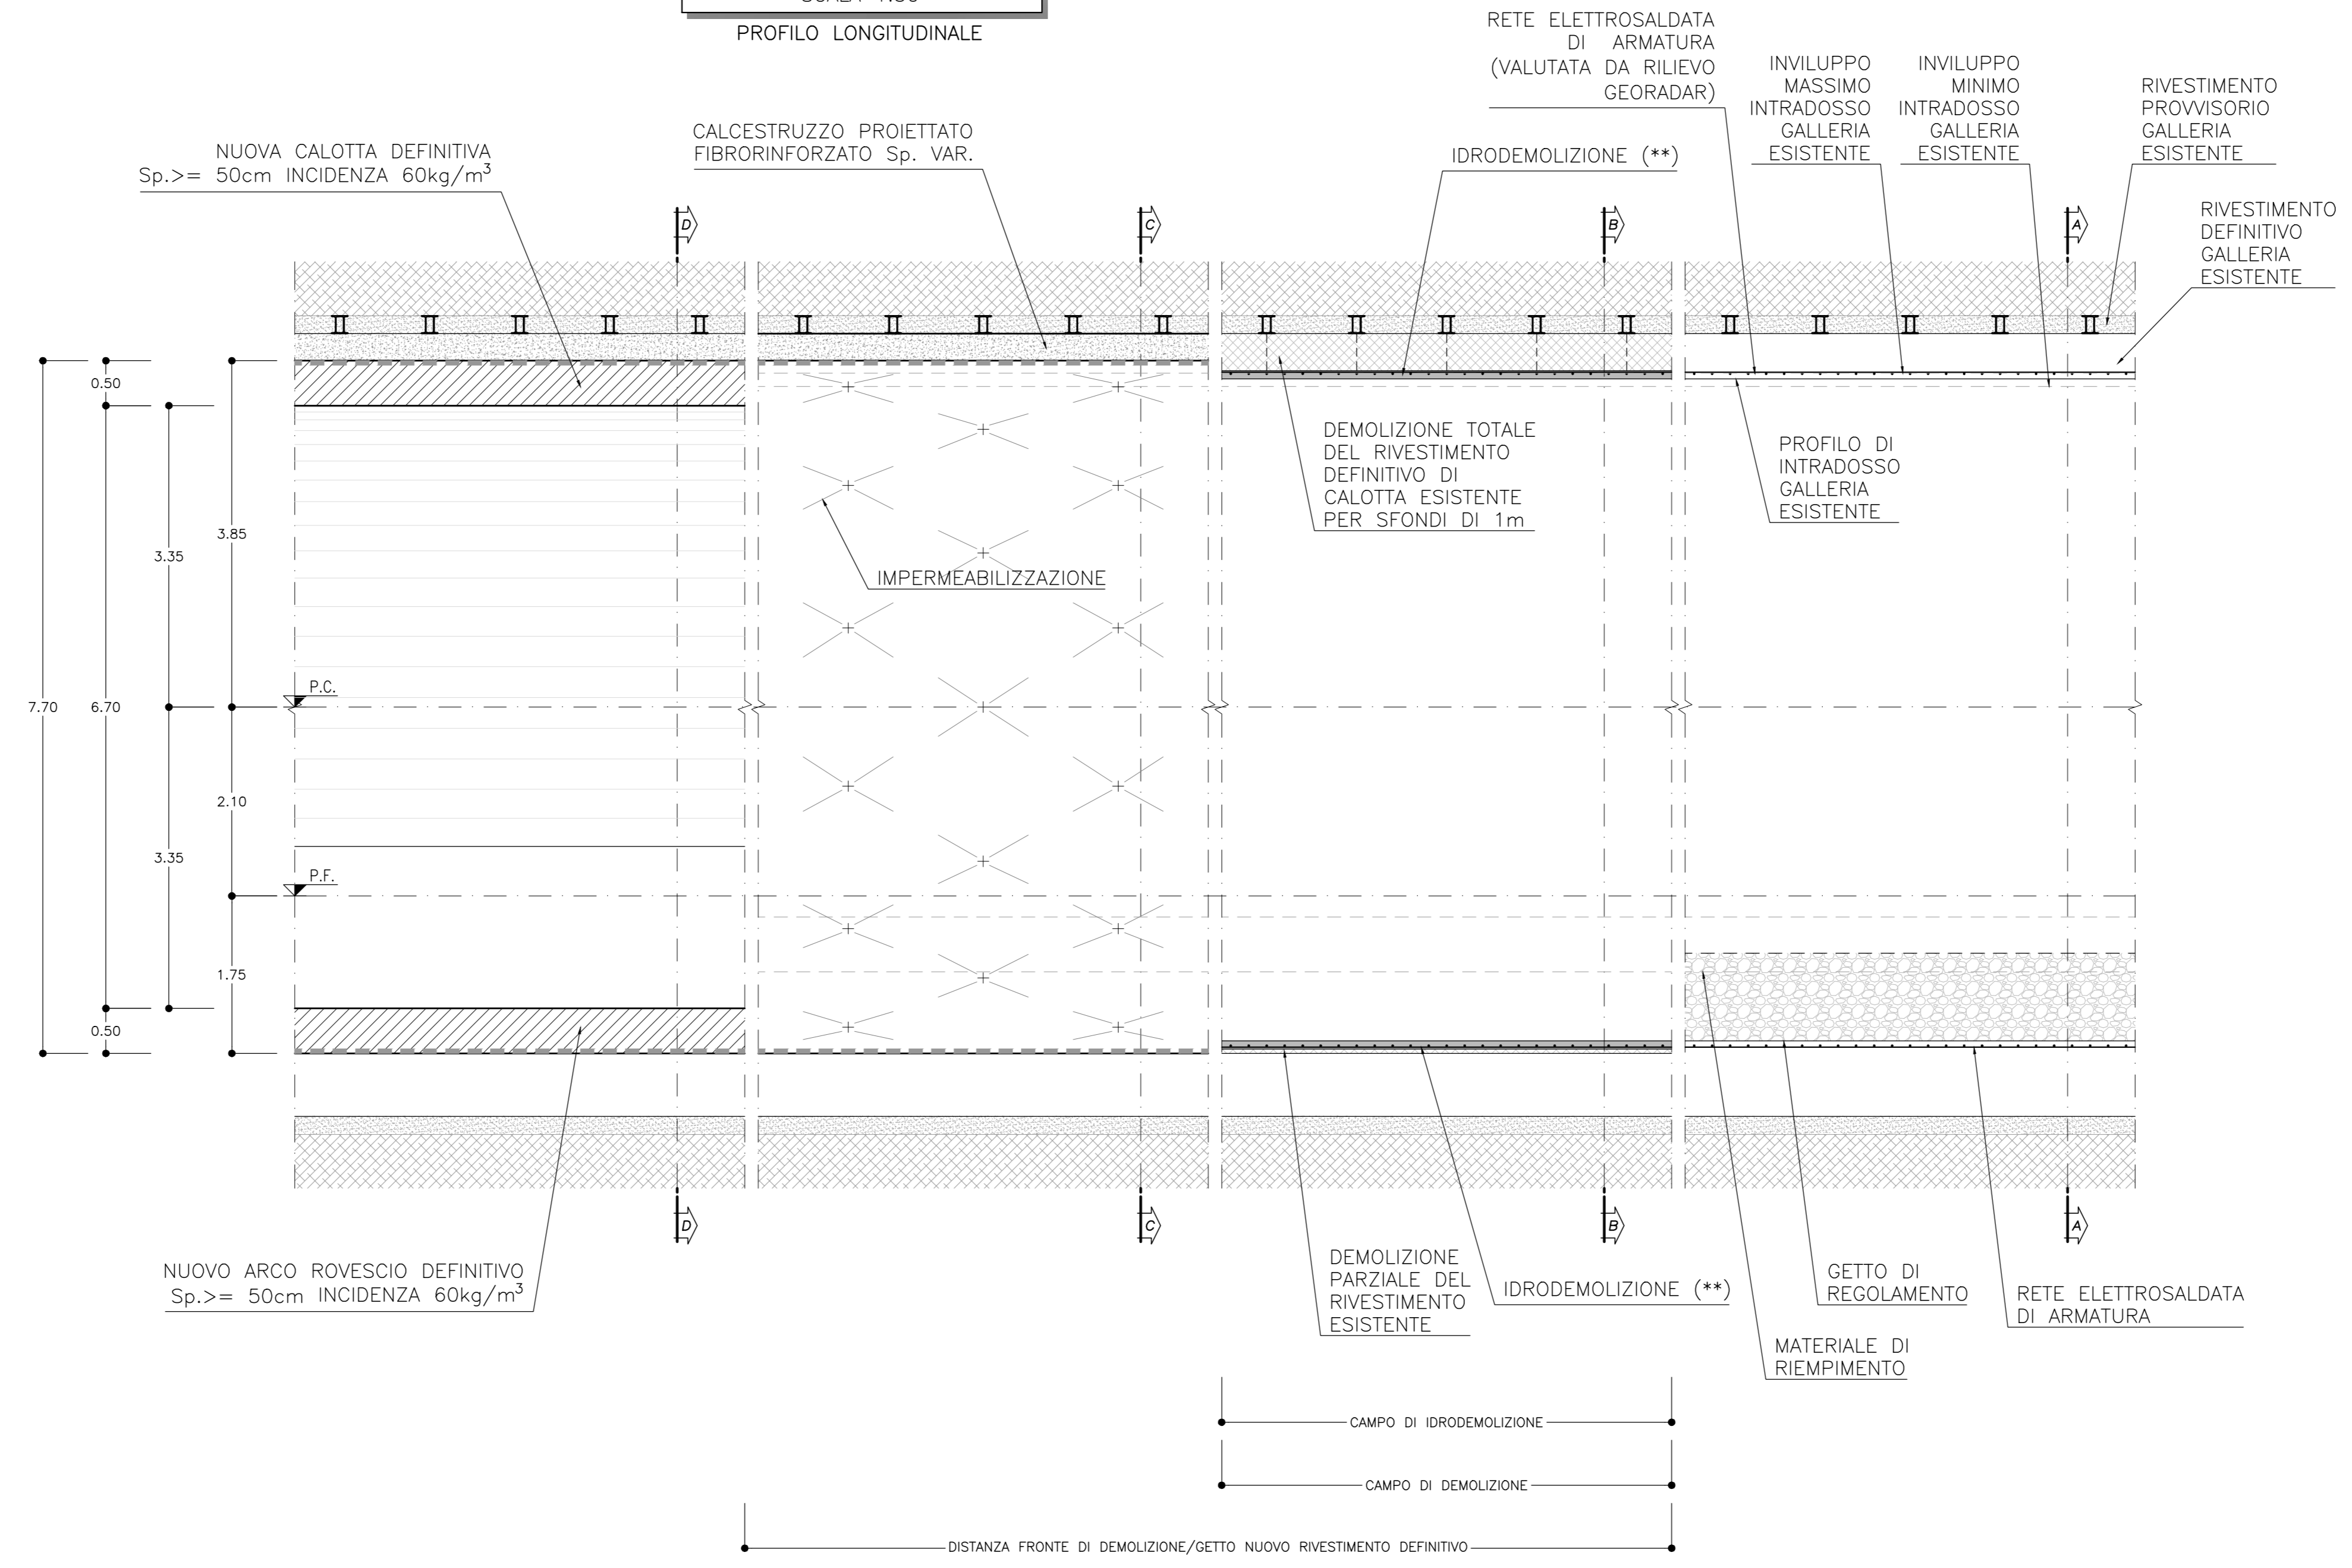 PROFILO LONGITUDINALE
RETE ELETTROSALDATA
DI ARMATURA
(VALUTATA DA RILIEVO
GEORADAR)
INVILUPPO
MASSIMO
INTRADOSSO
GALLERIA
ESISTENTE
INVILUPPO
MINIMO
INTRADOSSO
GALLERIA
ESISTENTE
RIVESTIMENTO
PROVVISORIO
GALLERIA
ESISTENTE
RIVESTIMENTO
DEFINITIVO
GALLERIA
ESISTENTE
NUOVA CALOTTA DEFINITIVA
Sp.>= 50cm INCIDENZA 60kg/m³
CALCESTRUZZO PROIETTATO
FIBRORINFORZATO Sp. VAR.
IDRODEMOLIZIONE (**)
D
C
B
A
0.50
3.85
3.35
7.70
6.70
2.10
3.35
1.75
0.50
P.C.
P.F.
IMPERMEABILIZZAZIONE
DEMOLIZIONE TOTALE
DEL RIVESTIMENTO
DEFINITIVO DI
CALOTTA ESISTENTE
PER SFONDI DI 1m
PROFILO DI
INTRADOSSO
GALLERIA
ESISTENTE
D
C
B
A
NUOVO ARCO ROVESCIO DEFINITIVO
Sp.>= 50cm INCIDENZA 60kg/m³
DEMOLIZIONE
PARZIALE DEL
RIVESTIMENTO
ESISTENTE
IDRODEMOLIZIONE (**)
GETTO DI
REGOLAMENTO
RETE ELETTROSALDATA
DI ARMATURA
MATERIALE DI
RIEMPIMENTO
CAMPO DI IDRODEMOLIZIONE
CAMPO DI DEMOLIZIONE
DISTANZA FRONTE DI DEMOLIZIONE/GETTO NUOVO RIVESTIMENTO DEFINITIVO